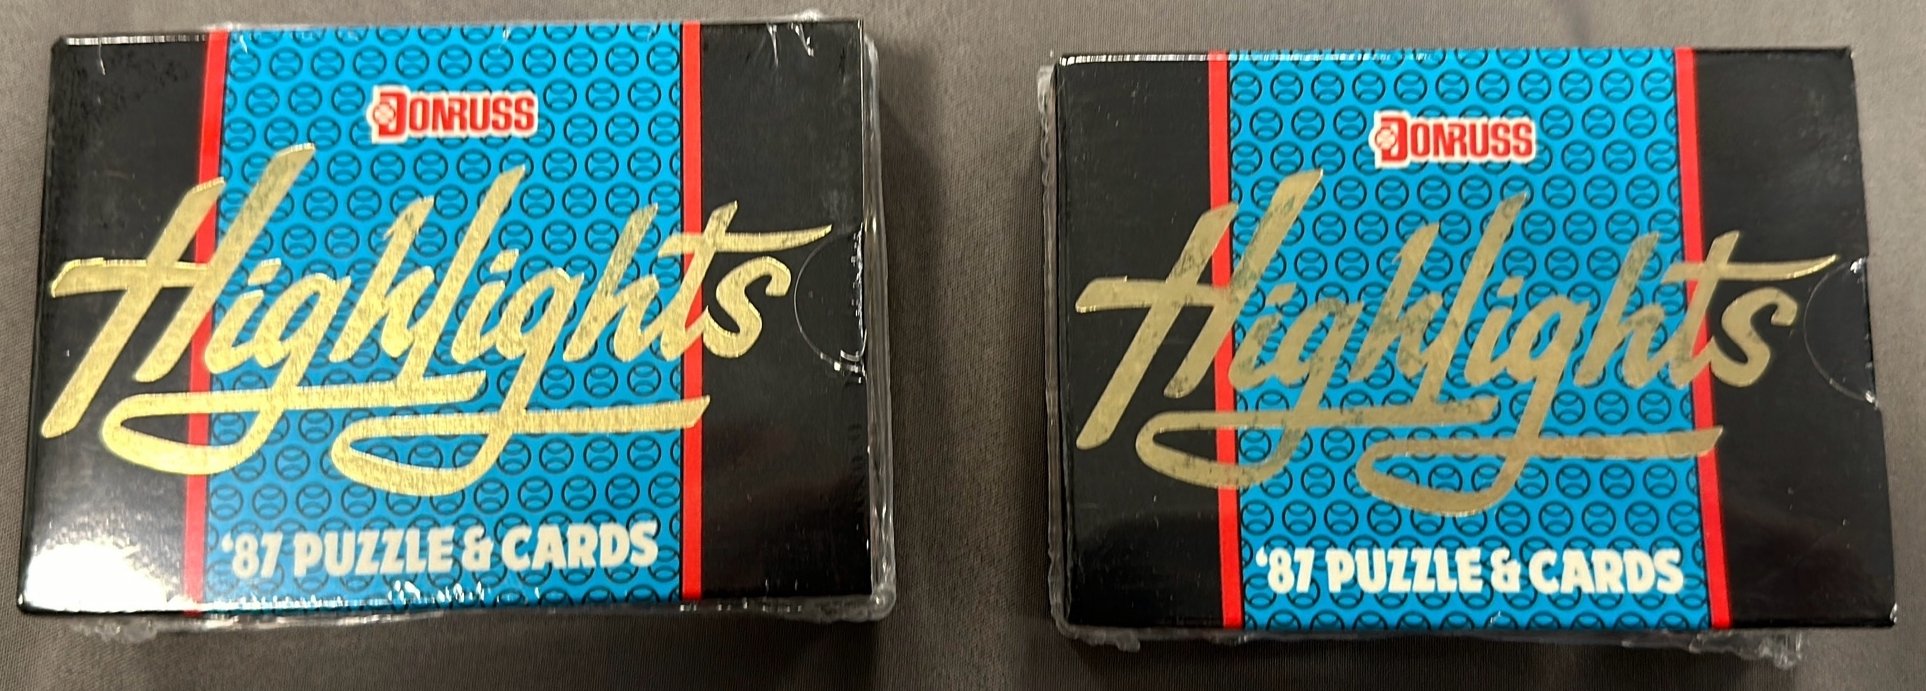 DONRUSS
Highlights
'87 PUZZLE & CARDS
DONRUSS
Highlights
'87 PUZZLE & CARDS